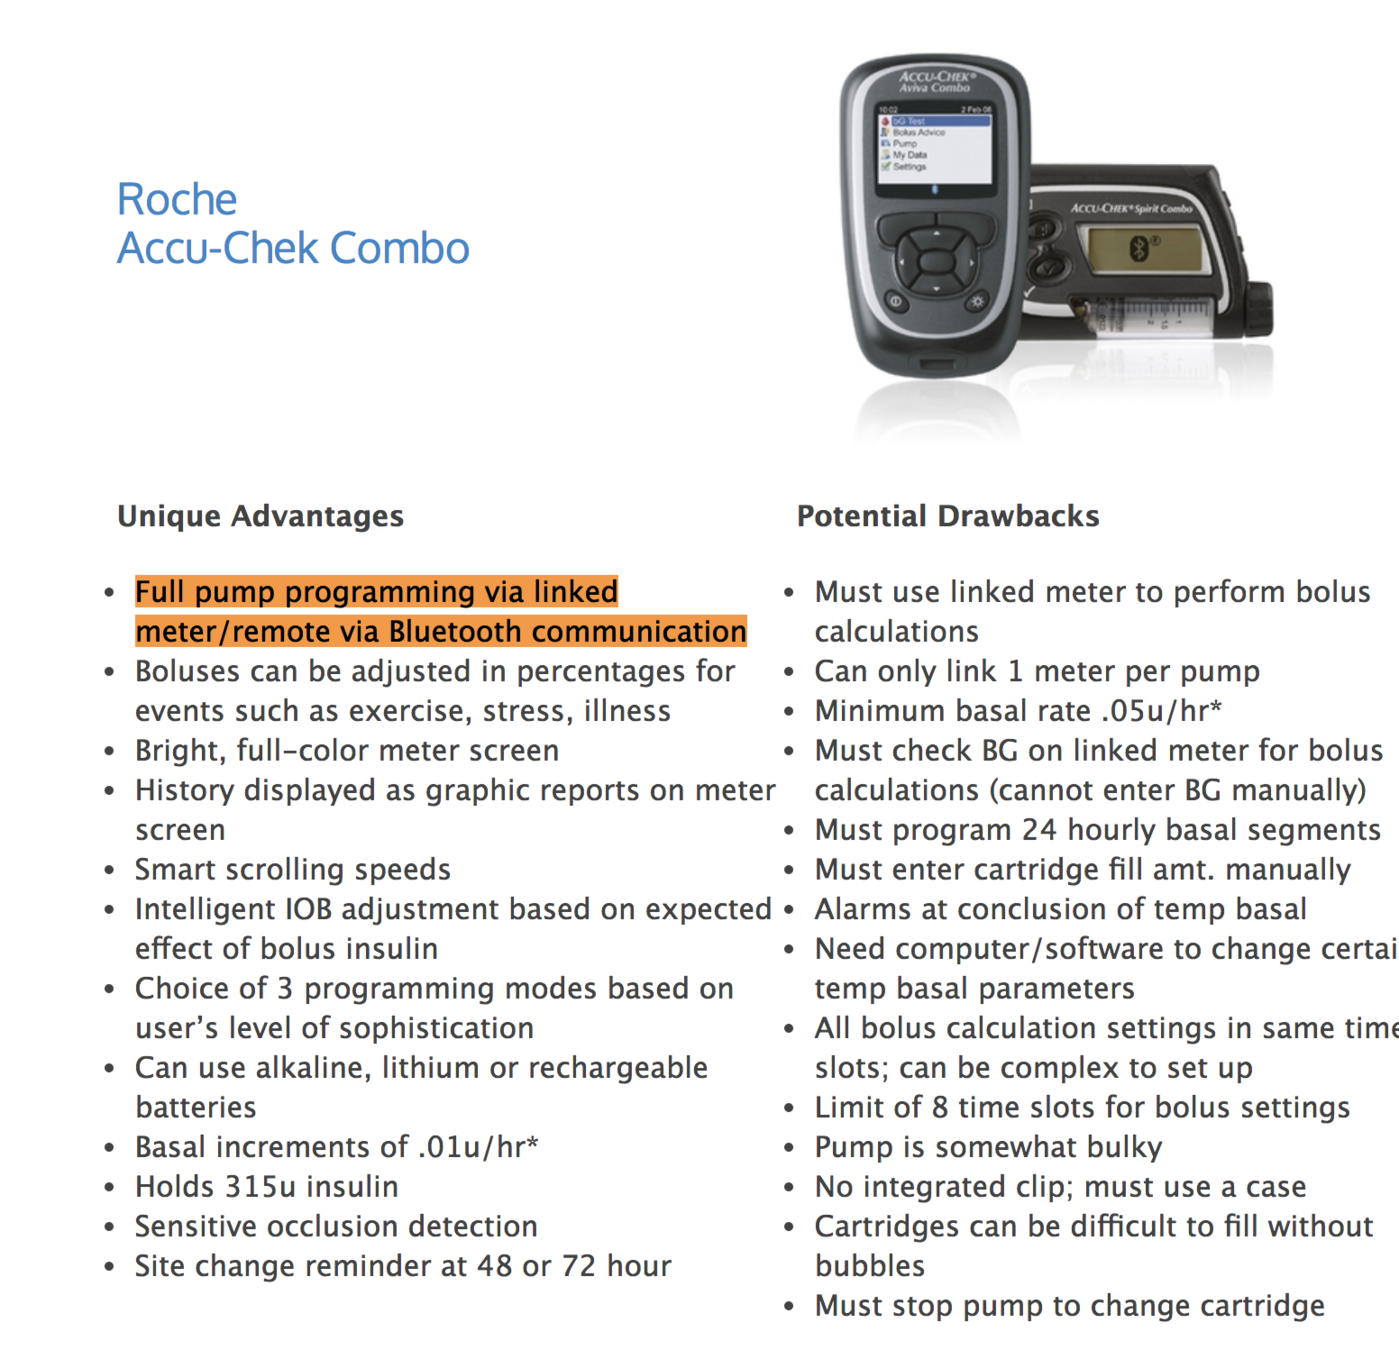 ACCU-CHEK®
Aviva Combo
10:02 2 Feb 08
bG Test
Bolus Advice
Pump
My Data
Settings
ACCU-CHEK® Spirit Combo
Roche
Accu-Chek Combo
Unique Advantages
• Full pump programming via linked
meter/remote via Bluetooth communication
• Boluses can be adjusted in percentages for
events such as exercise, stress, illness
• Bright, full-color meter screen
• History displayed as graphic reports on meter
screen
• Smart scrolling speeds
• Intelligent IOB adjustment based on expected
effect of bolus insulin
• Choice of 3 programming modes based on
user’s level of sophistication
• Can use alkaline, lithium or rechargeable
batteries
• Basal increments of .01u/hr*
• Holds 315u insulin
• Sensitive occlusion detection
• Site change reminder at 48 or 72 hour
Potential Drawbacks
• Must use linked meter to perform bolus
calculations
• Can only link 1 meter per pump
• Minimum basal rate .05u/hr*
• Must check BG on linked meter for bolus
calculations (cannot enter BG manually)
• Must program 24 hourly basal segments
• Must enter cartridge fill amt. manually
• Alarms at conclusion of temp basal
• Need computer/software to change certai
temp basal parameters
• All bolus calculation settings in same time
slots; can be complex to set up
• Limit of 8 time slots for bolus settings
• Pump is somewhat bulky
• No integrated clip; must use a case
• Cartridges can be difficult to fill without
bubbles
• Must stop pump to change cartridge